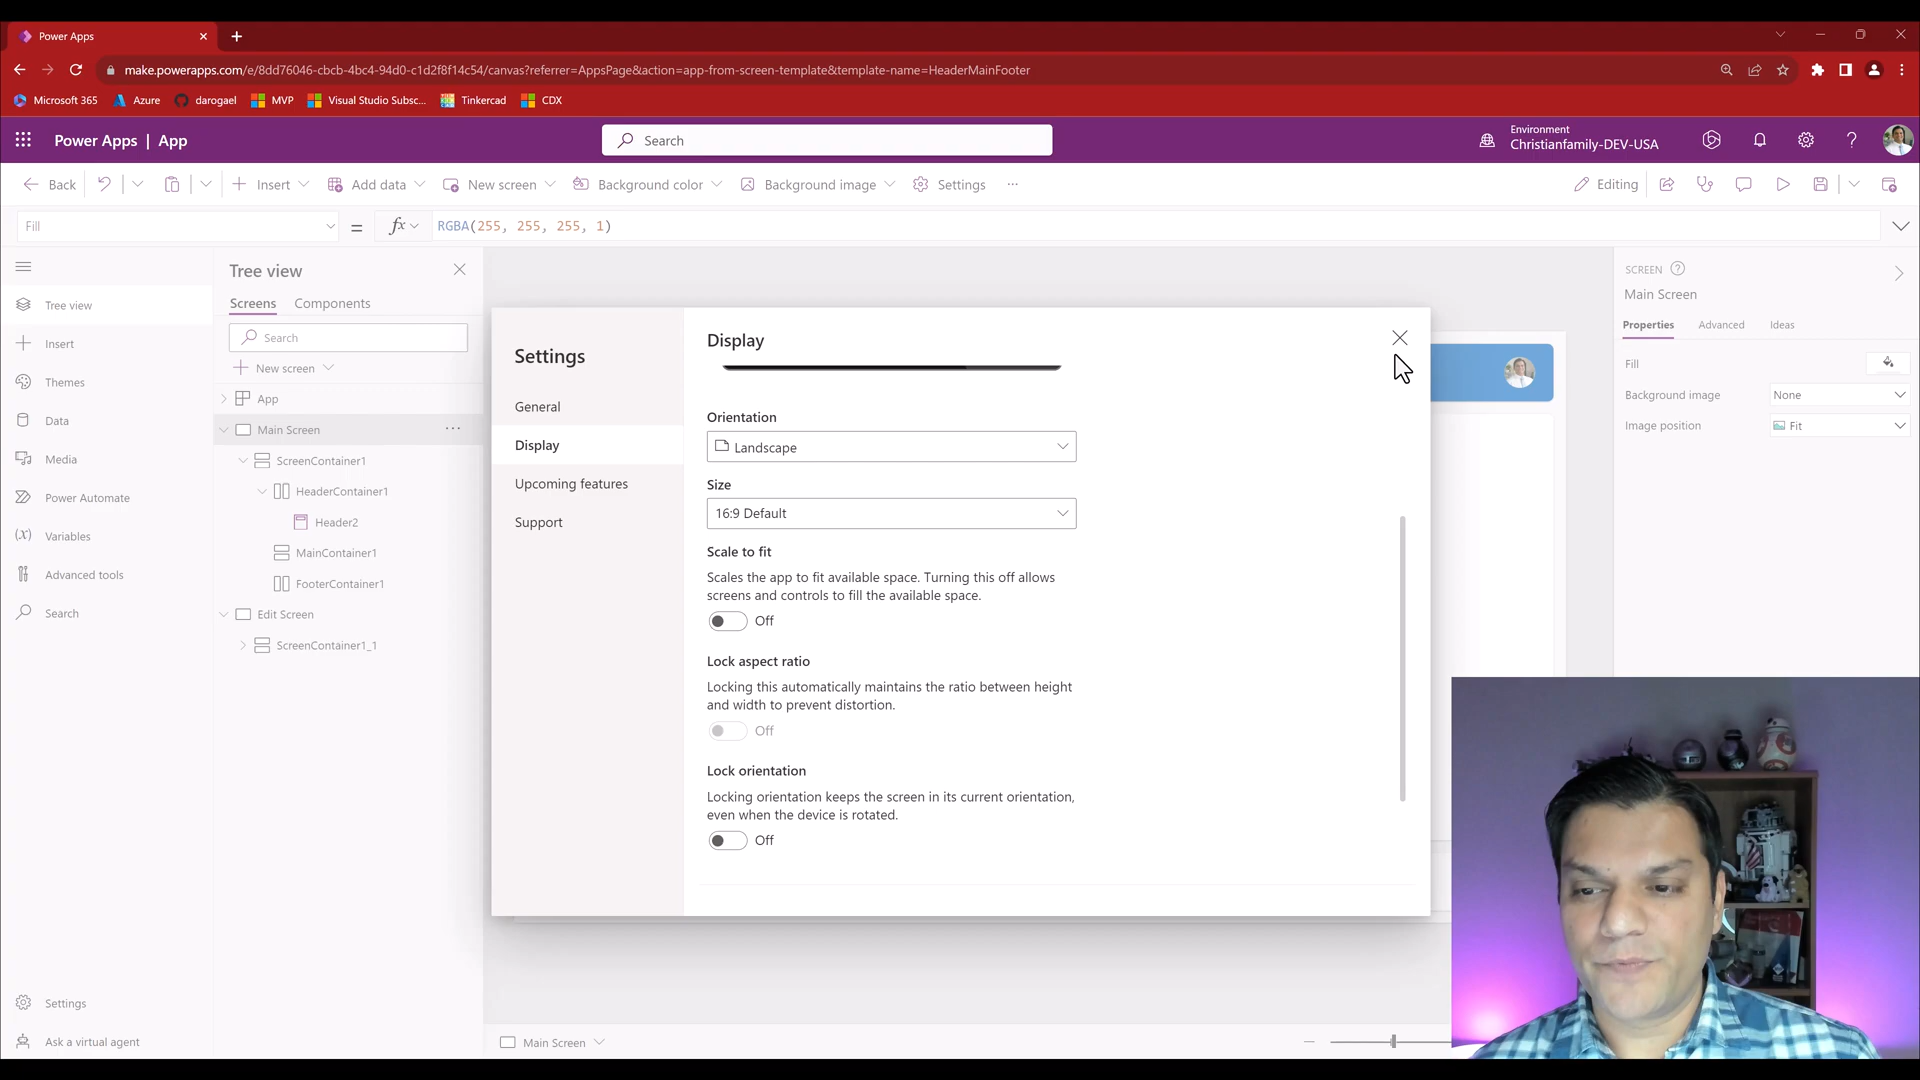 Power Apps
make.powerapps.com/e/8dd76046-cbcb-4bc4-94d0-c1d2f8f14c54/canvas?referrer=AppsPage&action=app-from-screen-template&template-name=HeaderMainFooter
Microsoft 365 Azure darogael MVP Visual Studio Subsc... Tinkercad CDX
Power Apps | App
Search
Environment
Christianfamily-DEV-USA
Back Insert Add data New screen Background color Background image Settings ... Editing
Fill = fx RGBA(255, 255, 255, 1)
Tree view
Insert
Themes
Data
Media
Power Automate
Variables
Advanced tools
Search
Settings
Ask a virtual agent
Tree view
Screens Components
Search
New screen
App
Main Screen
ScreenContainer1
HeaderContainer1
Header2
MainContainer1
FooterContainer1
Edit Screen
ScreenContainer1_1
Settings
General
Display
Upcoming features
Support
Display
Orientation
Landscape
Size
16:9 Default
Scale to fit
Scales the app to fit available space. Turning this off allows
screens and controls to fill the available space.
Off
Lock aspect ratio
Locking this automatically maintains the ratio between height
and width to prevent distortion.
Off
Lock orientation
Locking orientation keeps the screen in its current orientation,
even when the device is rotated.
Off
SCREEN
Main Screen
Properties Advanced Ideas
Fill
Background image None
Image position Fit
Main Screen